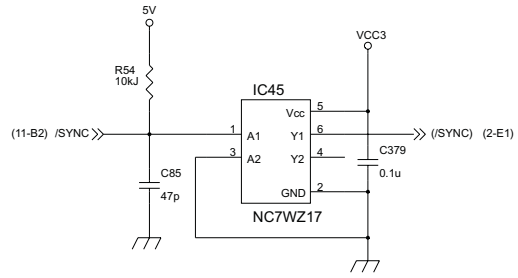 5V
VCC3
R54
10kJ
IC45
(11-B2) /SYNC
1 A1
3 A2
Vcc 5
Y1 6
Y2 4
GND 2
(/SYNC) (2-E1)
C379
0.1u
C85
47p
NC7WZ17